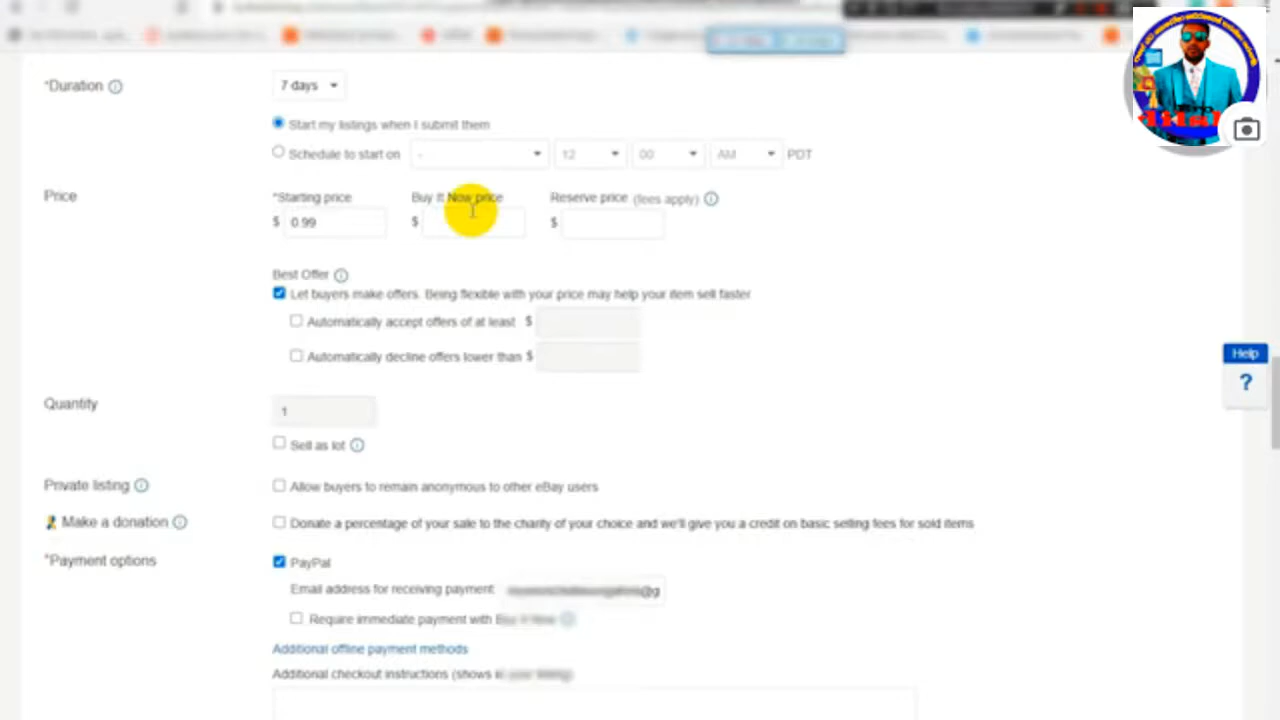 *Duration
7 days
Start my listings when I submit them
Schedule to start on - 12 00 AM PDT
Price
*Starting price Buy It Now price Reserve price (fees apply)
$ 0.99 $ $
Best Offer
Let buyers make offers. Being flexible with your price may help your item sell faster
Automatically accept offers of at least $
Automatically decline offers lower than $
Help
?
Quantity
1
Sell as lot
Private listing
Allow buyers to remain anonymous to other eBay users
Make a donation
Donate a percentage of your sale to the charity of your choice and we'll give you a credit on basic selling fees for sold items
*Payment options
PayPal
Email address for receiving payment @g
Require immediate payment with Buy It Now
Additional offline payment methods
Additional checkout instructions (shows in your listing)